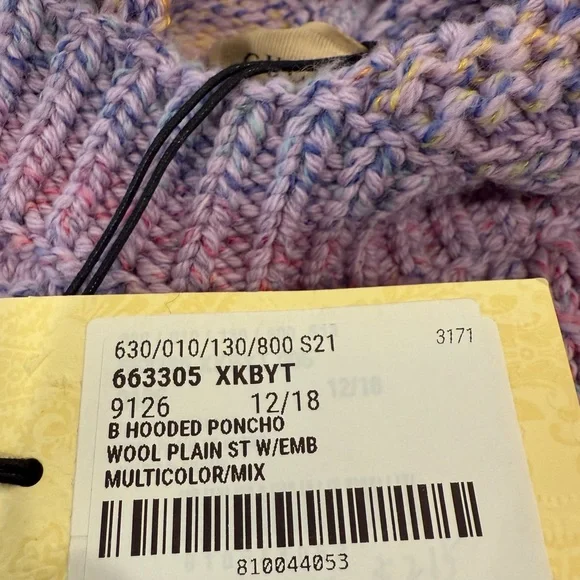 630/010/130/800 S21 3171
663305 XKBYT
9126 12/18
B HOODED PONCHO
WOOL PLAIN ST W/EMB
MULTICOLOR/MIX
810044053